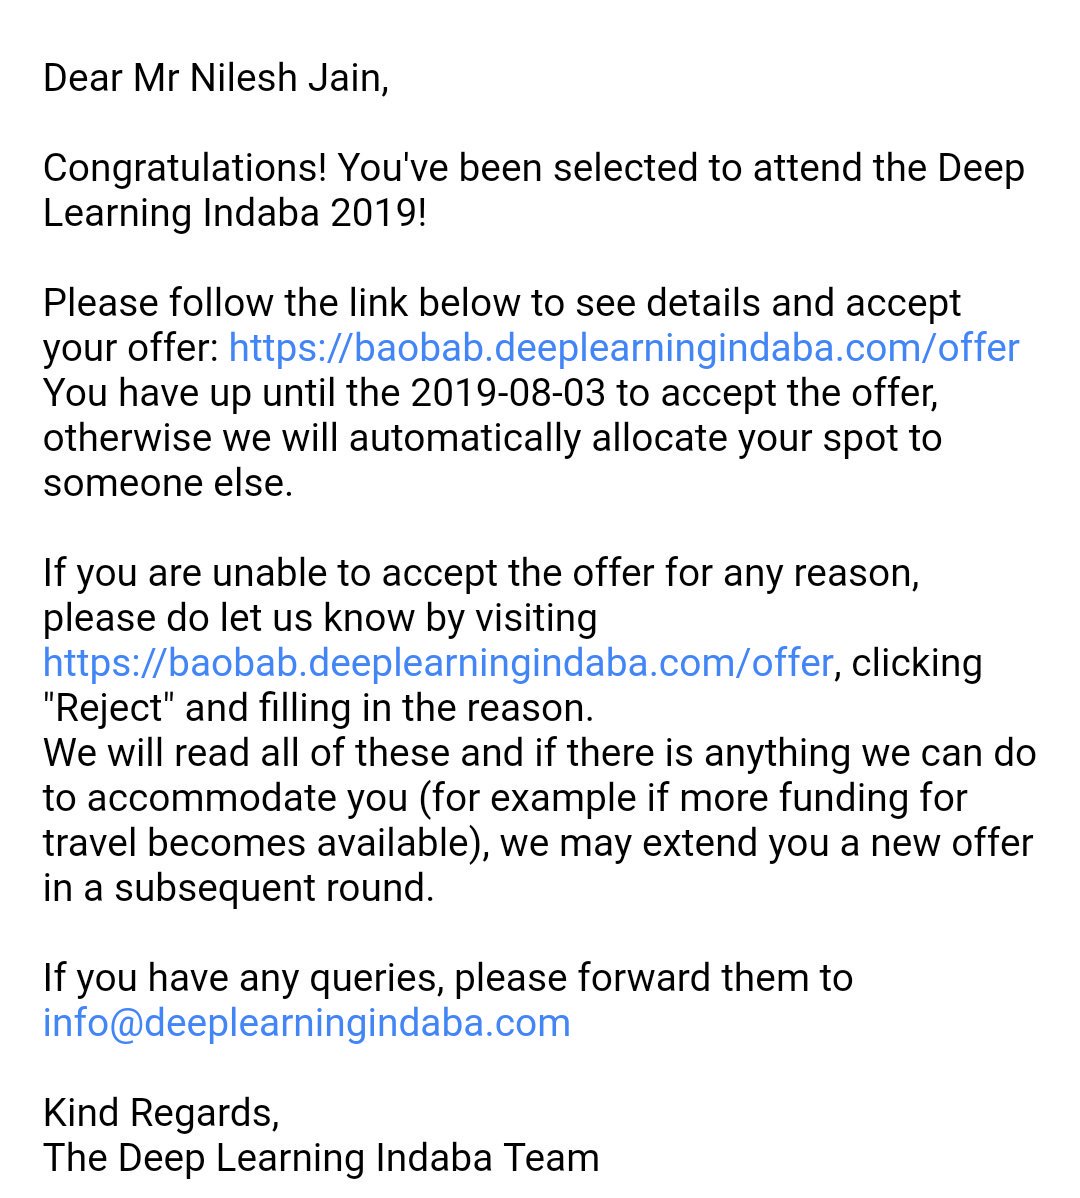 Dear Mr Nilesh Jain,
Congratulations! You've been selected to attend the Deep
Learning Indaba 2019!
Please follow the link below to see details and accept
your offer: https://baobab.deeplearningindaba.com/offer
You have up until the 2019-08-03 to accept the offer,
otherwise we will automatically allocate your spot to
someone else.
If you are unable to accept the offer for any reason,
please do let us know by visiting
https://baobab.deeplearningindaba.com/offer, clicking
"Reject" and filling in the reason.
We will read all of these and if there is anything we can do
to accommodate you (for example if more funding for
travel becomes available), we may extend you a new offer
in a subsequent round.
If you have any queries, please forward them to
info@deeplearningindaba.com
Kind Regards,
The Deep Learning Indaba Team